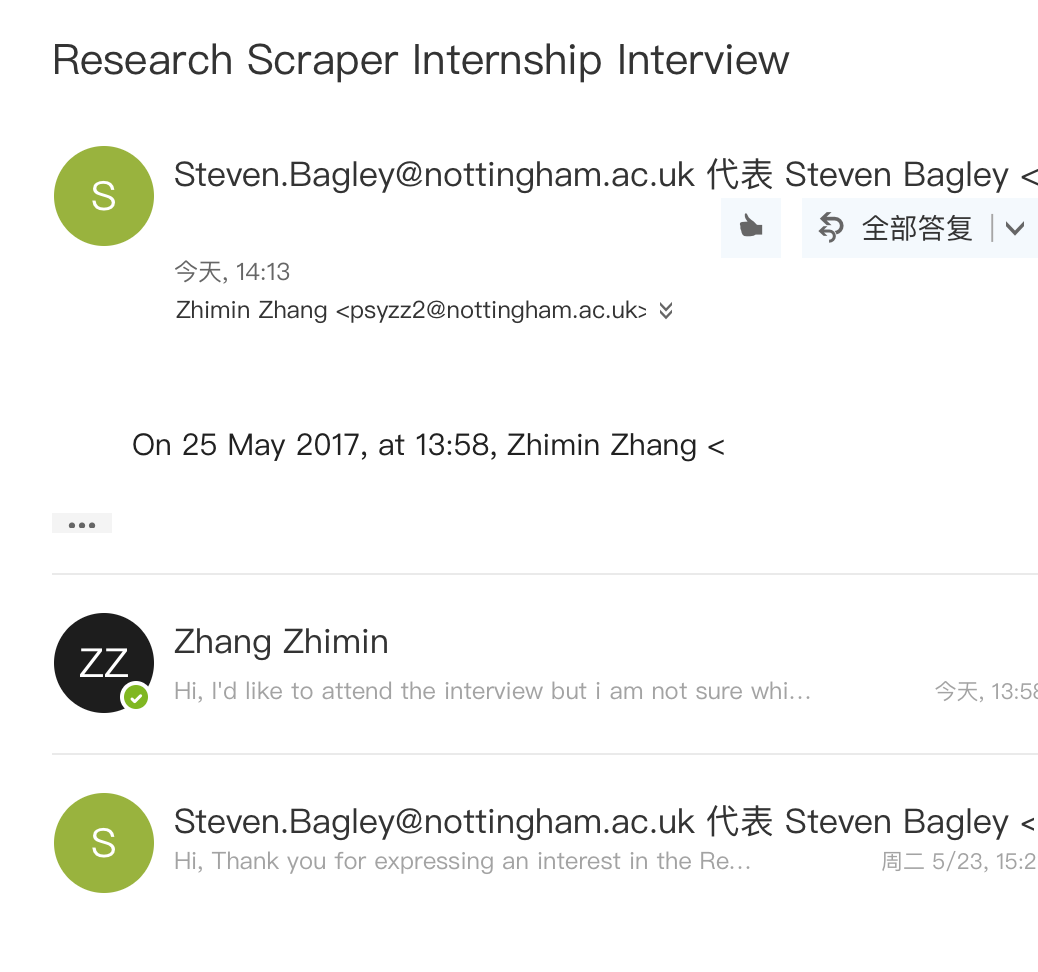 Research Scraper Internship Interview
S
Steven.Bagley@nottingham.ac.uk 代表 Steven Bagley <
全部答复
今天, 14:13
Zhimin Zhang <psyzz2@nottingham.ac.uk>
On 25 May 2017, at 13:58, Zhimin Zhang <
ZZ
Zhang Zhimin
Hi, I'd like to attend the interview but i am not sure whi... 今天, 13:58
S
Steven.Bagley@nottingham.ac.uk 代表 Steven Bagley <
Hi, Thank you for expressing an interest in the Re... 周二 5/23, 15:2